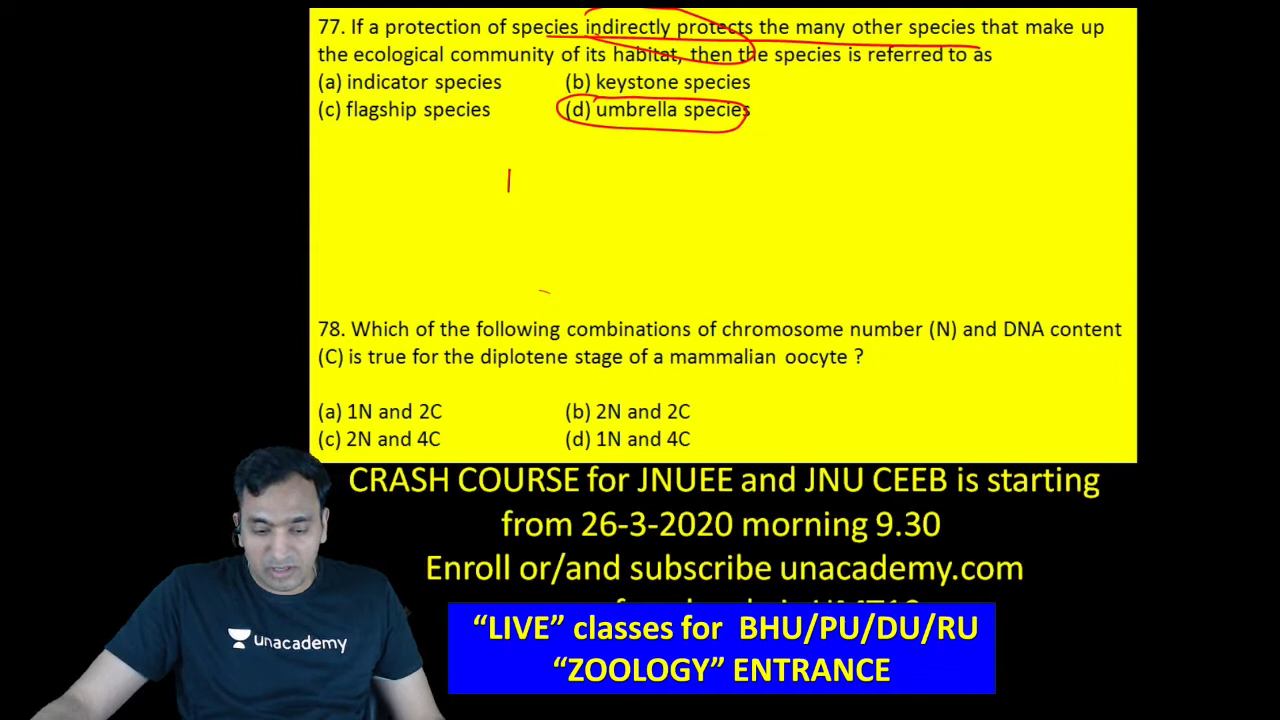 77. If a protection of species indirectly protects the many other species that make up
the ecological community of its habitat, then the species is referred to as
(a) indicator species (b) keystone species
(c) flagship species (d) umbrella species
78. Which of the following combinations of chromosome number (N) and DNA content
(C) is true for the diplotene stage of a mammalian oocyte ?
(a) 1N and 2C (b) 2N and 2C
(c) 2N and 4C (d) 1N and 4C
CRASH COURSE for JNUEE and JNU CEEB is starting
from 26-3-2020 morning 9.30
Enroll or/and subscribe unacademy.com
“LIVE” classes for BHU/PU/DU/RU
“ZOOLOGY” ENTRANCE
unacademy